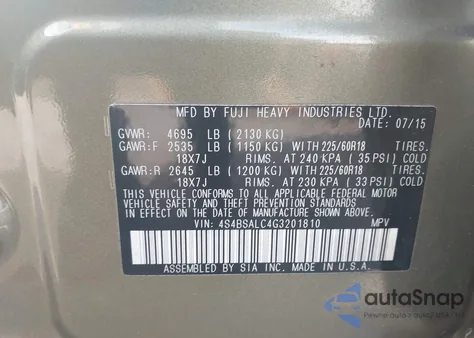 MFD BY FUJI HEAVY INDUSTRIES LTD.
DATE: 07/15
GVWR: 4695 LB (2130 KG)
GAWR:F 2535 LB (1150 KG) WITH 225/60R18 TIRES.
18X7J RIMS. AT 240 KPA (35 PSI) COLD
GAWR:R 2645 LB (1200 KG) WITH 225/60R18 TIRES.
18X7J RIMS. AT 230 KPA (33 PSI) COLD
THIS VEHICLE CONFORMS TO ALL APPLICABLE FEDERAL MOTOR
VEHICLE SAFETY AND THEFT PREVENTION STANDARDS IN
EFFECT ON THE DATE OF MANUFACTURE SHOWN ABOVE.
VIN: 4S4BSALC4G3201810 MPV
ASSEMBLED BY SIA INC. MADE IN U.S.A.
autoSnap
Pewne auto z USA